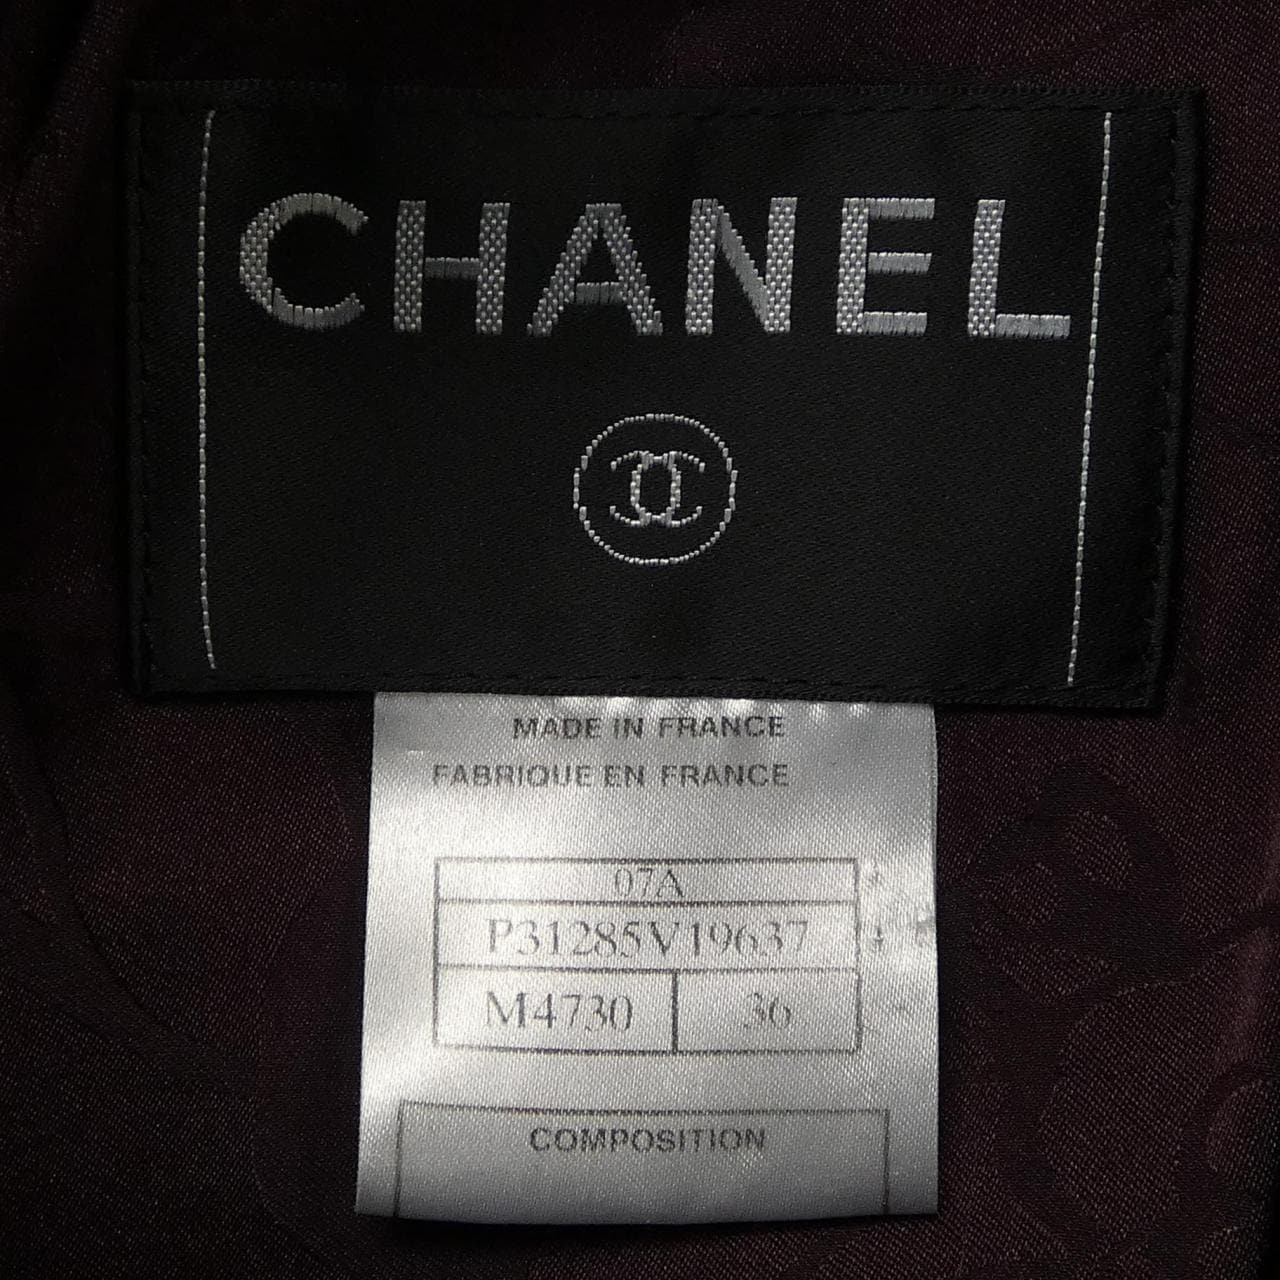 CHANEL
MADE IN FRANCE
FABRIQUE EN FRANCE
07A
P31285V19637
M4730 36
COMPOSITION